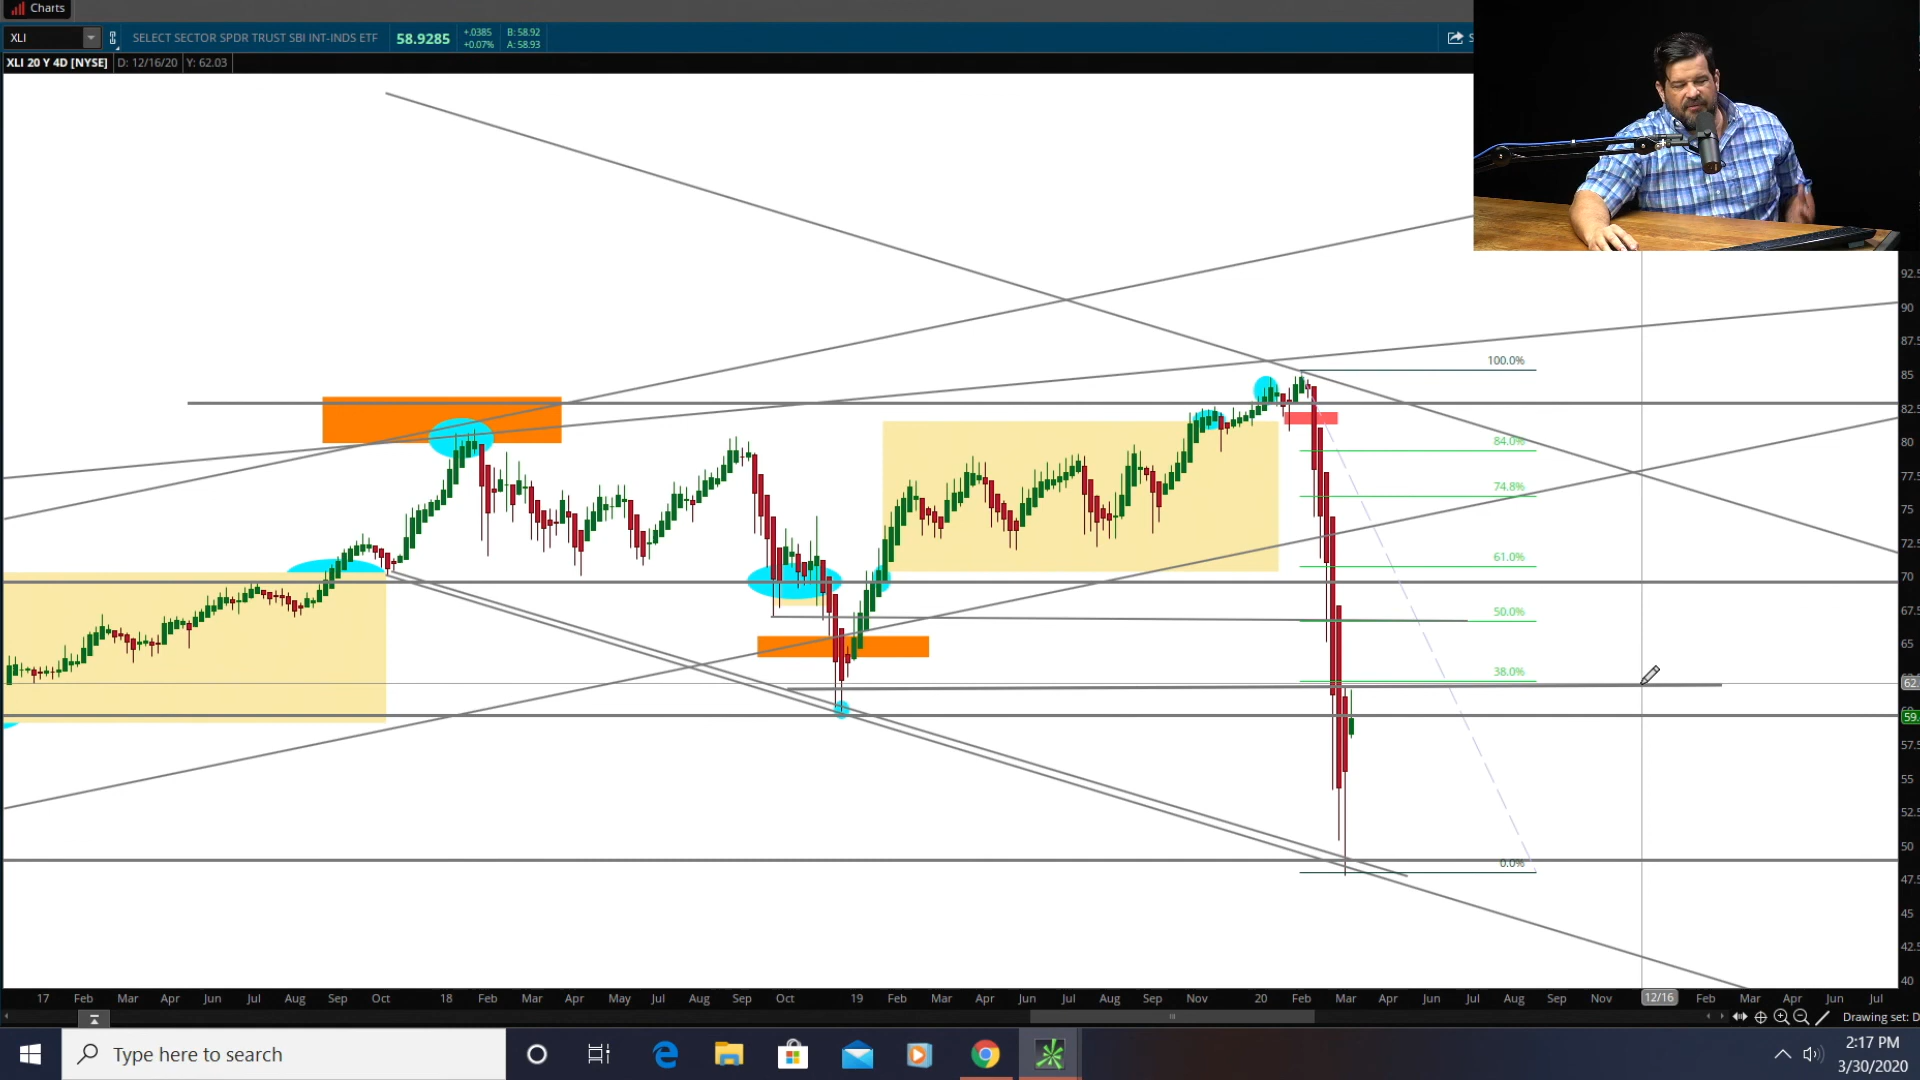 Charts
XLI
SELECT SECTOR SPDR TRUST SBI INT-INDS ETF
58.9285
+.0385
+0.07%
B: 58.92
A: 58.93
XLI 20 Y 4D [NYSE]
D: 12/16/20
Y: 62.03
92.5
90
87.5
85
82.5
80
77.5
75
72.5
70
67.5
65
62.
59.
57.5
55
52.5
50
47.5
45
42.5
40
100.0%
84.0%
74.8%
61.0%
50.0%
38.0%
0.0%
17 Feb Mar Apr Jun Jul Aug Sep Oct 18 Feb Mar Apr May Jul Aug Sep Oct 19 Feb Mar Apr Jun Jul Aug Sep Nov 20 Feb Mar Apr Jun Jul Aug Sep Nov 12/16 Feb Mar Apr Jun Jul
Drawing set: D
Type here to search
2:17 PM
3/30/2020